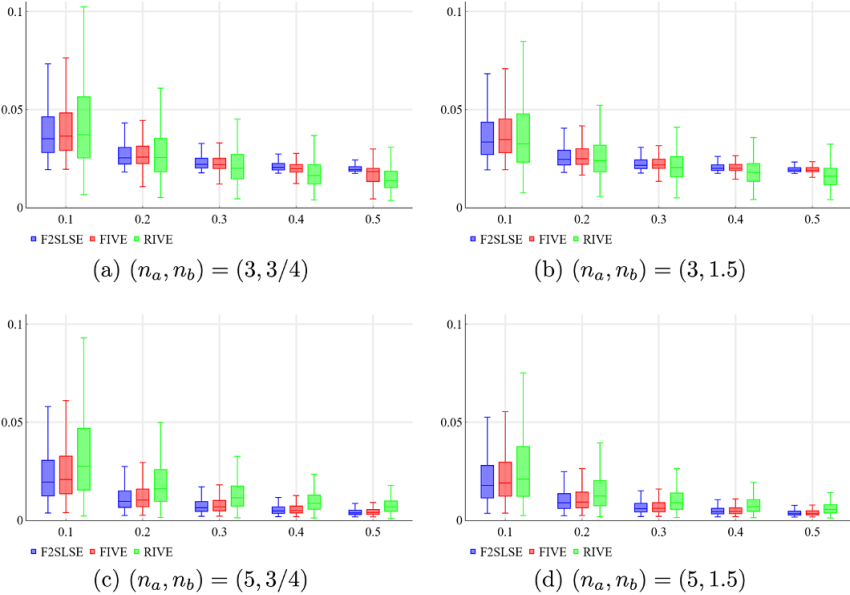 0.1 0.1
0.05 0.05
0 0
0.1 0.2 0.3 0.4 0.5 0.1 0.2 0.3 0.4 0.5
F2SLSE FIVE RIVE F2SLSE FIVE RIVE
(a) (n_a, n_b) = (3, 3/4) (b) (n_a, n_b) = (3, 1.5)
0.1 0.1
0.05 0.05
0 0
0.1 0.2 0.3 0.4 0.5 0.1 0.2 0.3 0.4 0.5
F2SLSE FIVE RIVE F2SLSE FIVE RIVE
(c) (n_a, n_b) = (5, 3/4) (d) (n_a, n_b) = (5, 1.5)